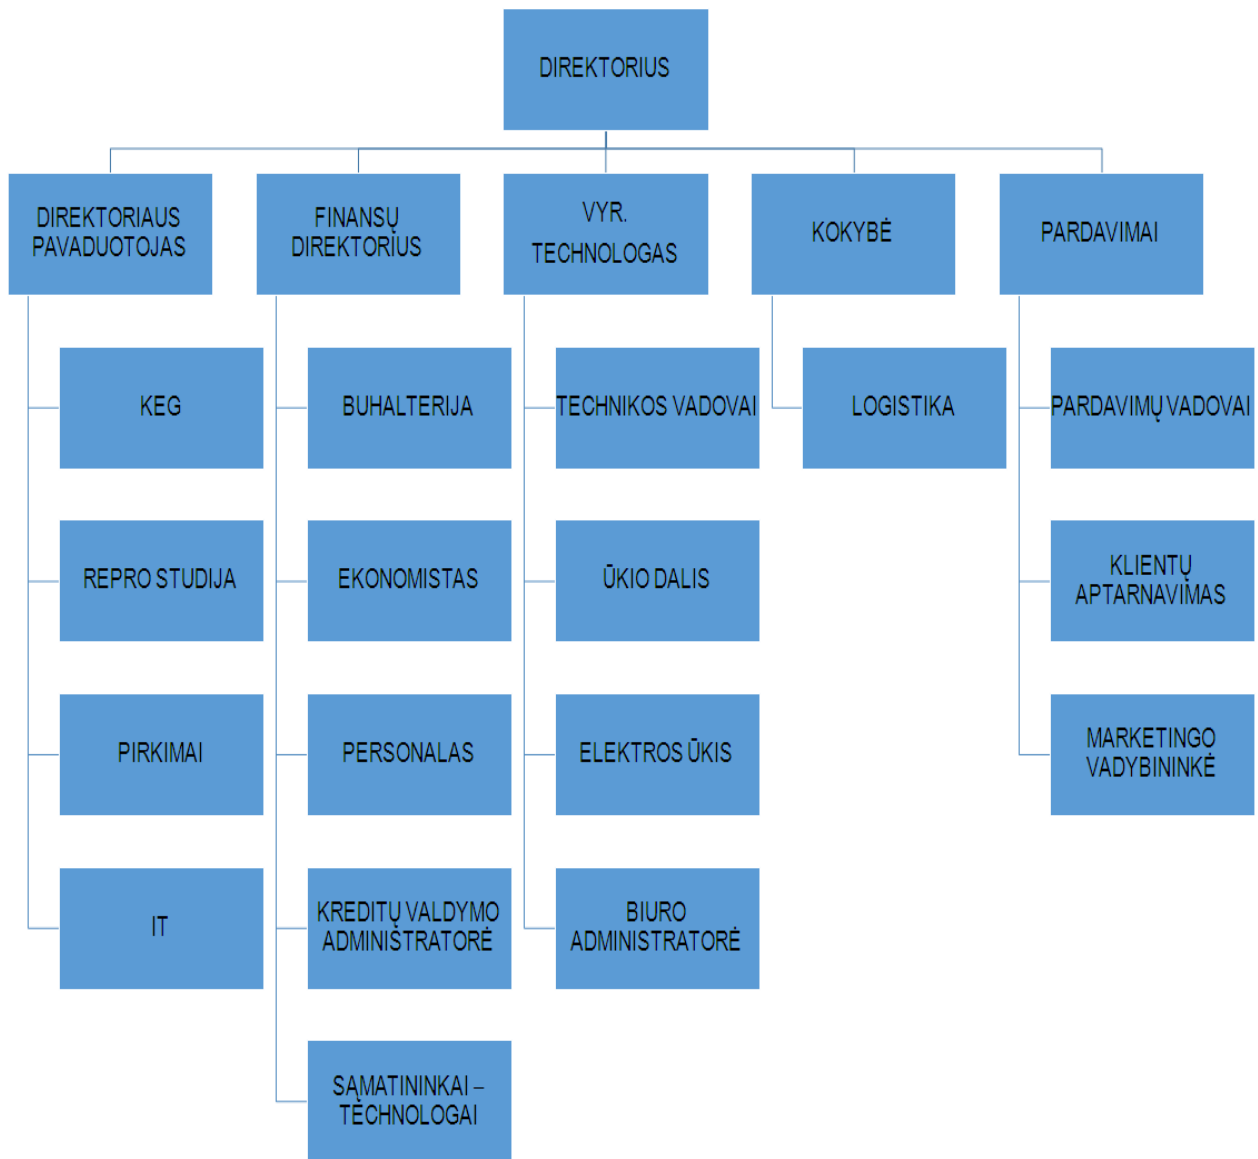 DIREKTORIUS
DIREKTORIAUS
PAVADUOTOJAS
FINANSŲ
DIREKTORIUS
VYR.
TECHNOLOGAS
KOKYBĖ
PARDAVIMAI
KEG
BUHALTERIJA
TECHNIKOS VADOVAI
LOGISTIKA
PARDAVIMŲ VADOVAI
REPRO STUDIJA
EKONOMISTAS
ŪKIO DALIS
KLIENTŲ
APTARNAVIMAS
PIRKIMAI
PERSONALAS
ELEKTROS ŪKIS
MARKETINGO
VADYBININKĖ
IT
KREDITŲ VALDYMO
ADMINISTRATORĖ
BIURO
ADMINISTRATORĖ
SĄMATININKAI –
TECHNOLOGAI